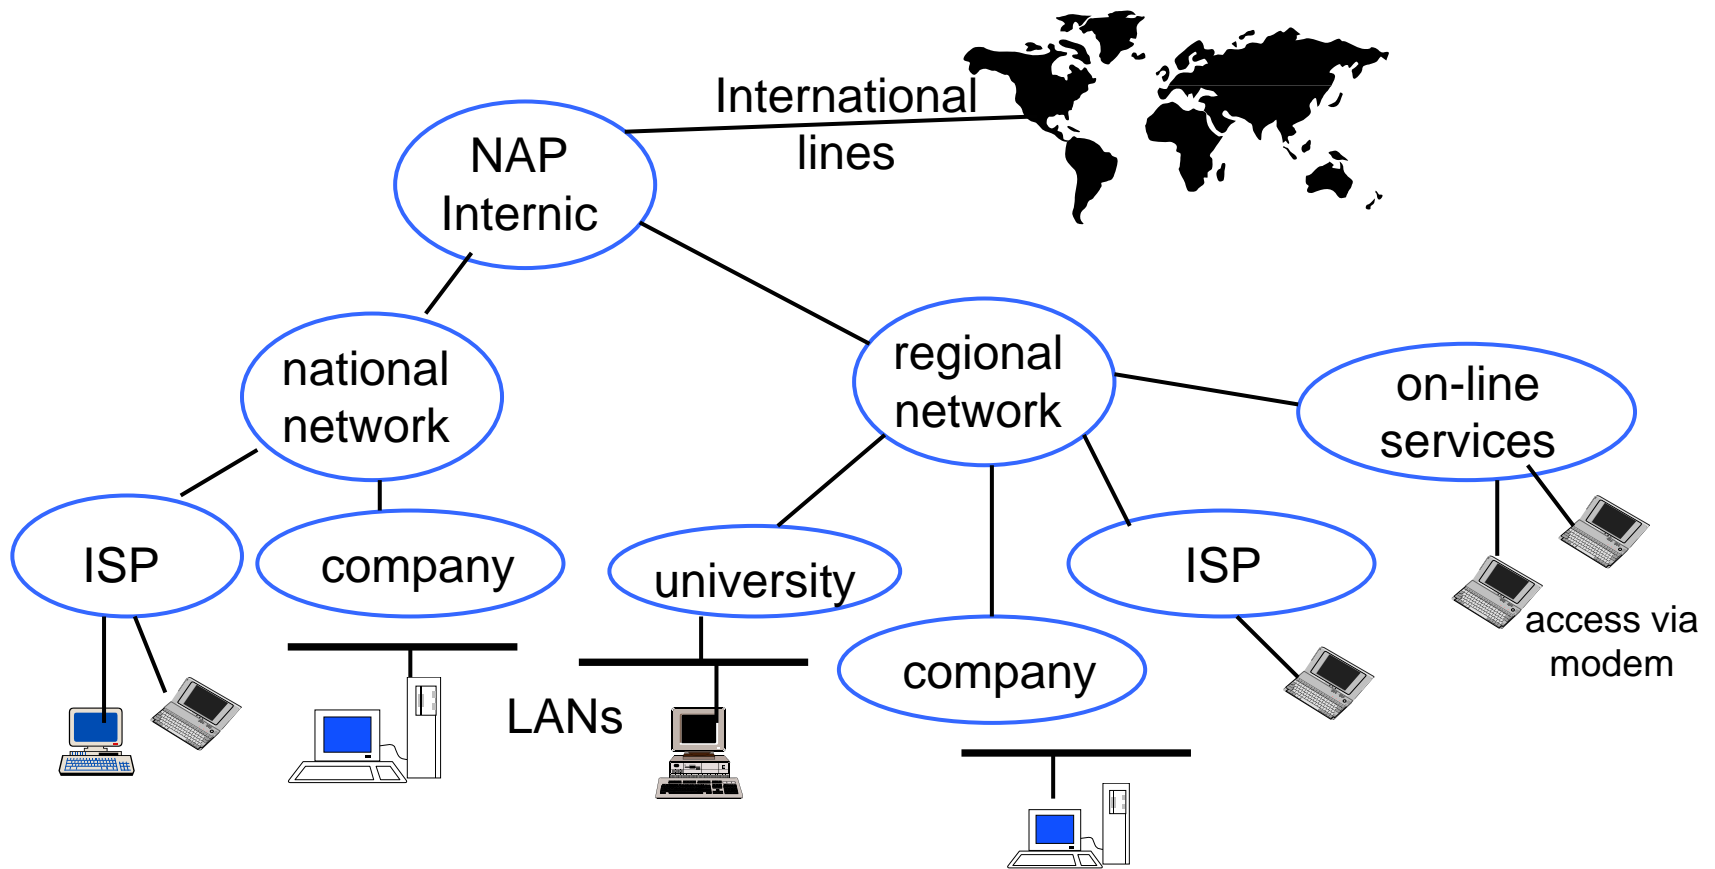 International
lines
NAP
Internic
national
network
regional
network
on-line
services
ISP
company
university
ISP
company
access via
modem
LANs